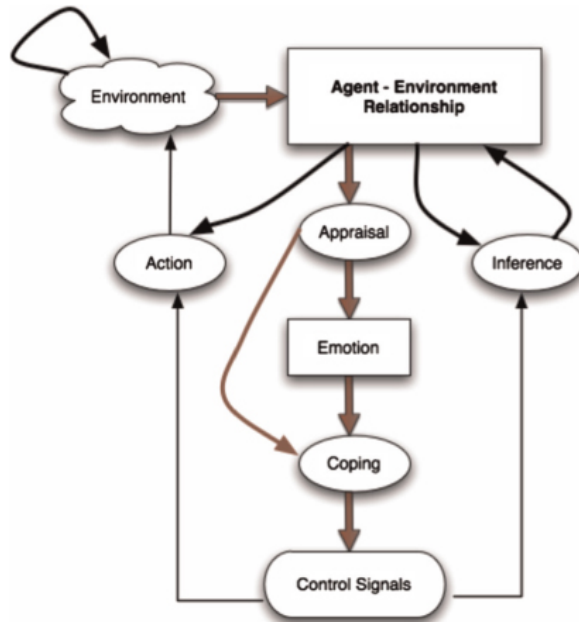 Environment
Agent - Environment
Relationship
Appraisal
Action
Inference
Emotion
Coping
Control Signals